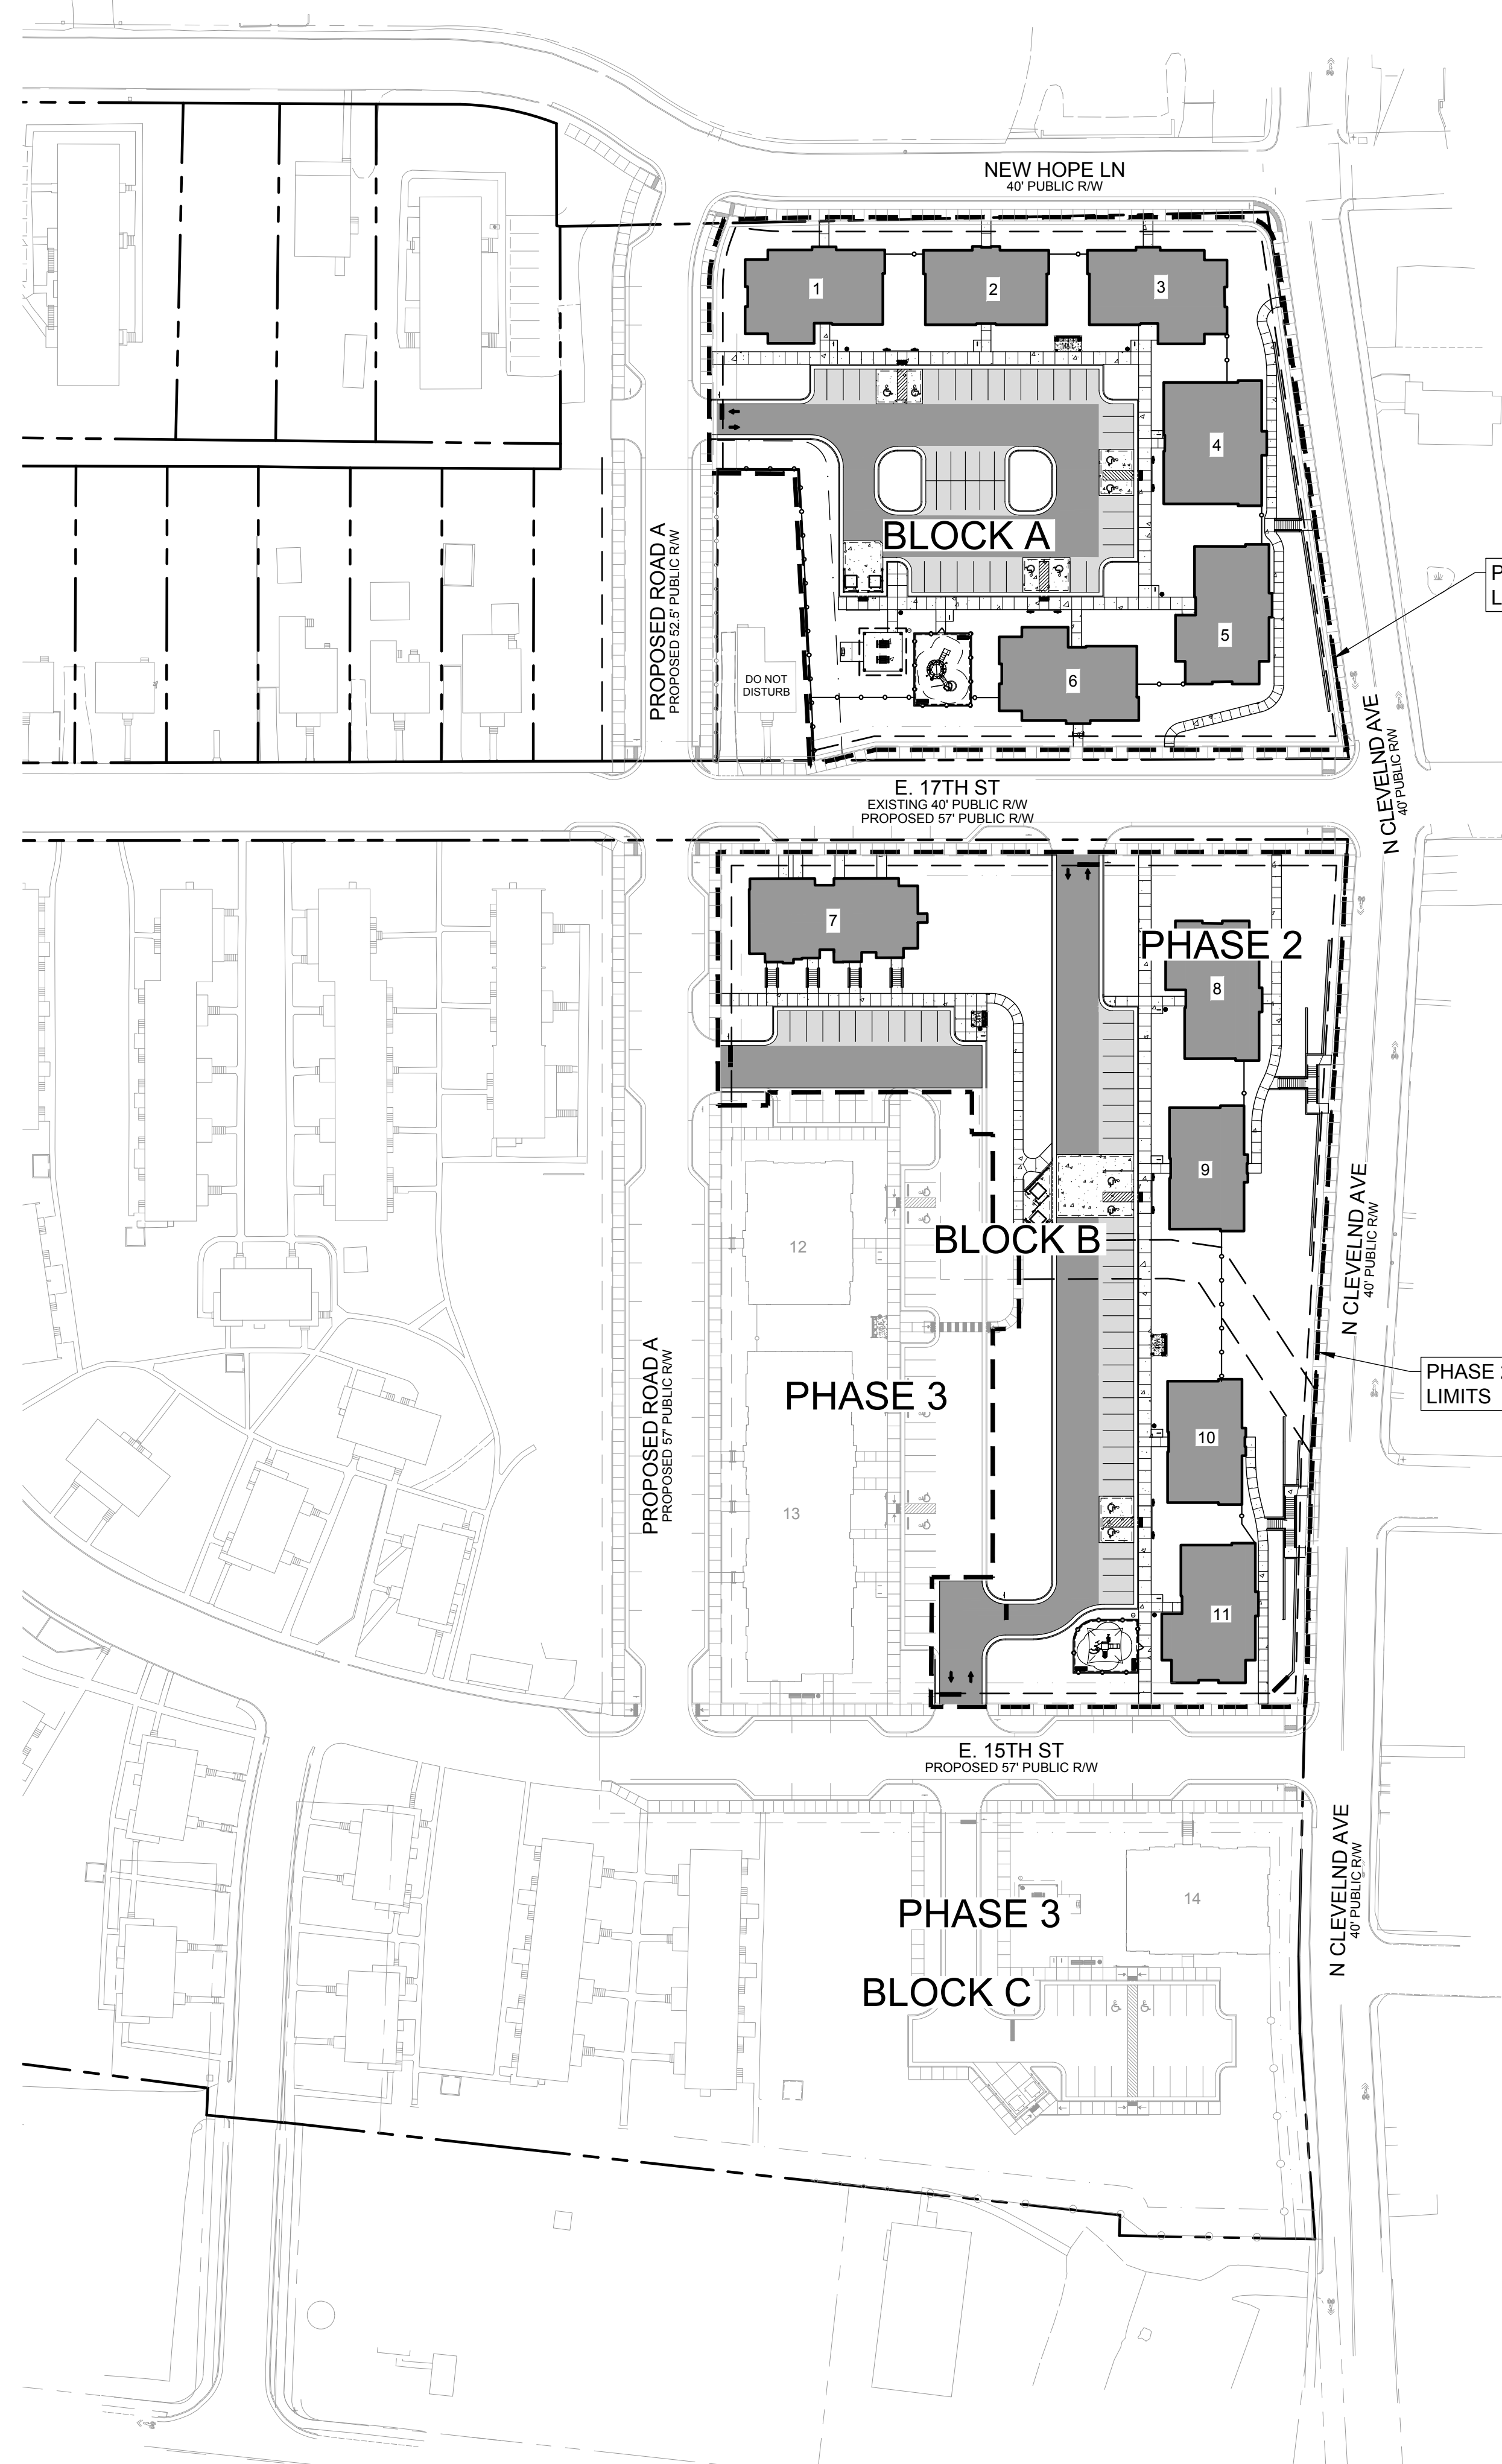 NEW HOPE LN
40' PUBLIC R/W
1
2
3
4
BLOCK A
5
6
DO NOT
DISTURB
PROPOSED ROAD A
PROPOSED 52.5' PUBLIC R/W
P
L
N CLEVELND AVE
40' PUBLIC R/W
E. 17TH ST
EXISTING 40' PUBLIC R/W
PROPOSED 57' PUBLIC R/W
7
PHASE 2
8
9
BLOCK B
12
N CLEVELND AVE
40' PUBLIC R/W
PROPOSED ROAD A
PROPOSED 57' PUBLIC R/W
PHASE 3
PHASE 2
LIMITS
10
13
11
E. 15TH ST
PROPOSED 57' PUBLIC R/W
N CLEVELND AVE
40' PUBLIC R/W
14
PHASE 3
BLOCK C